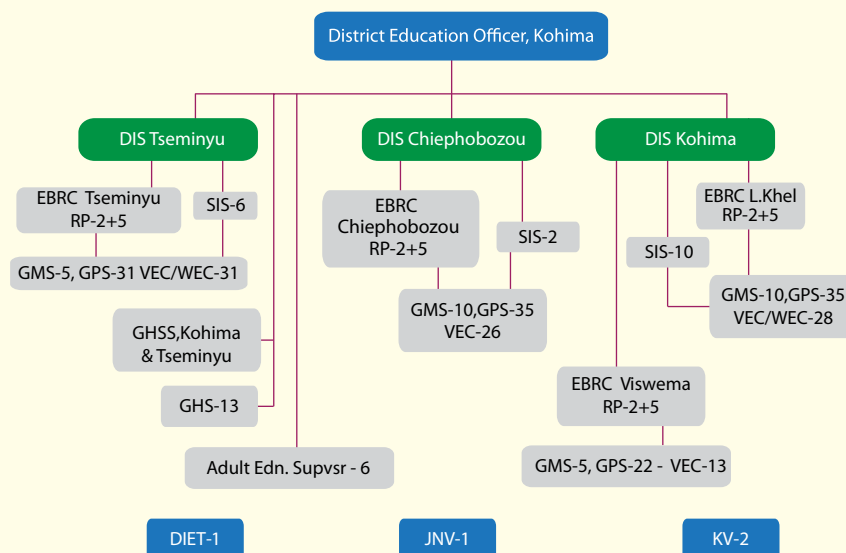 District Education Officer, Kohima
DIS Tseminyu
DIS Chiephobozou
DIS Kohima
EBRC  Tseminyu
RP-2+5
SIS-6
GMS-5, GPS-31 VEC/WEC-31
EBRC
Chiephobozou
RP-2+5
SIS-2
GMS-10,GPS-35
VEC-26
EBRC L.Khel
RP-2+5
SIS-10
GMS-10,GPS-35
VEC/WEC-28
GHSS,Kohima
& Tseminyu
GHS-13
EBRC  Viswema
RP-2+5
Adult Edn. Supvsr - 6
GMS-5, GPS-22 -  VEC-13
DIET-1
JNV-1
KV-2